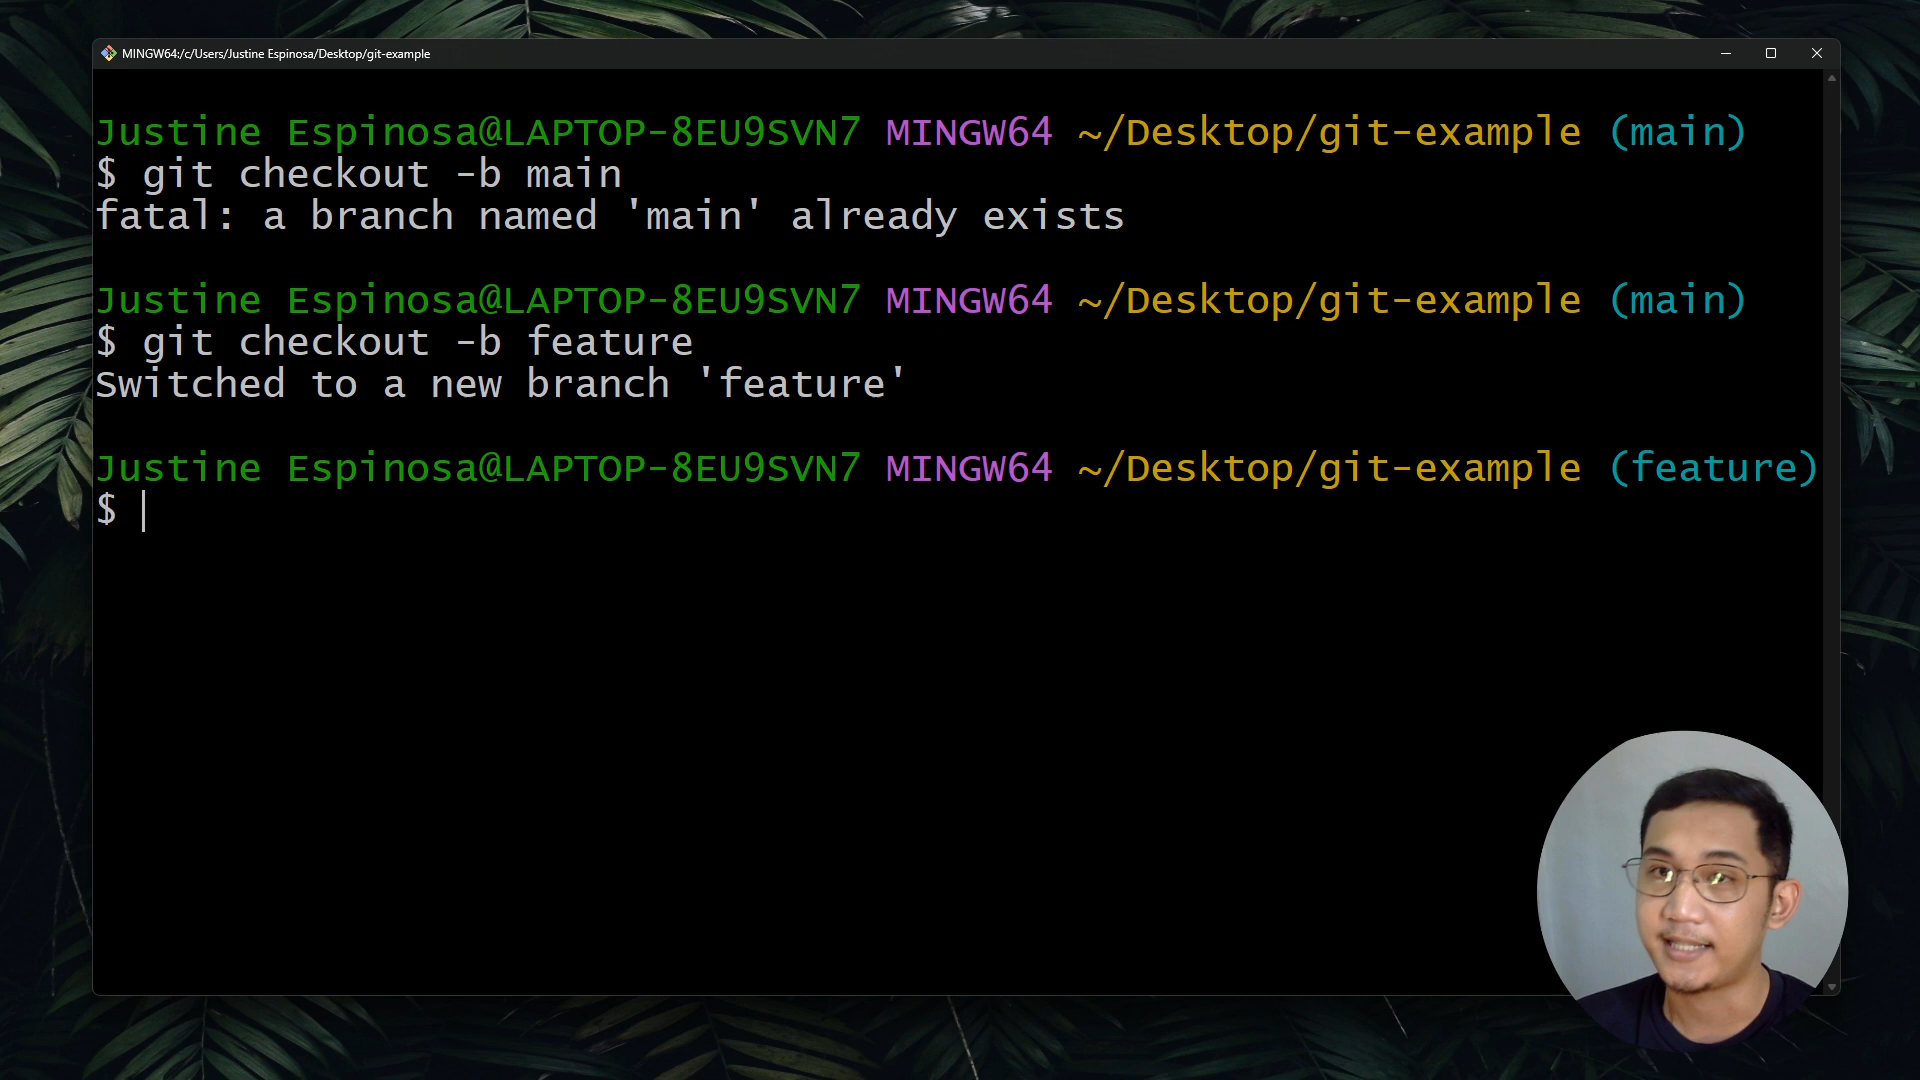 MINGW64:/c/Users/Justine Espinosa/Desktop/git-example
Justine Espinosa@LAPTOP-8EU9SVN7 MINGW64 ~/Desktop/git-example (main)
$ git checkout -b main
fatal: a branch named 'main' already exists
Justine Espinosa@LAPTOP-8EU9SVN7 MINGW64 ~/Desktop/git-example (main)
$ git checkout -b feature
Switched to a new branch 'feature'
Justine Espinosa@LAPTOP-8EU9SVN7 MINGW64 ~/Desktop/git-example (feature)
$